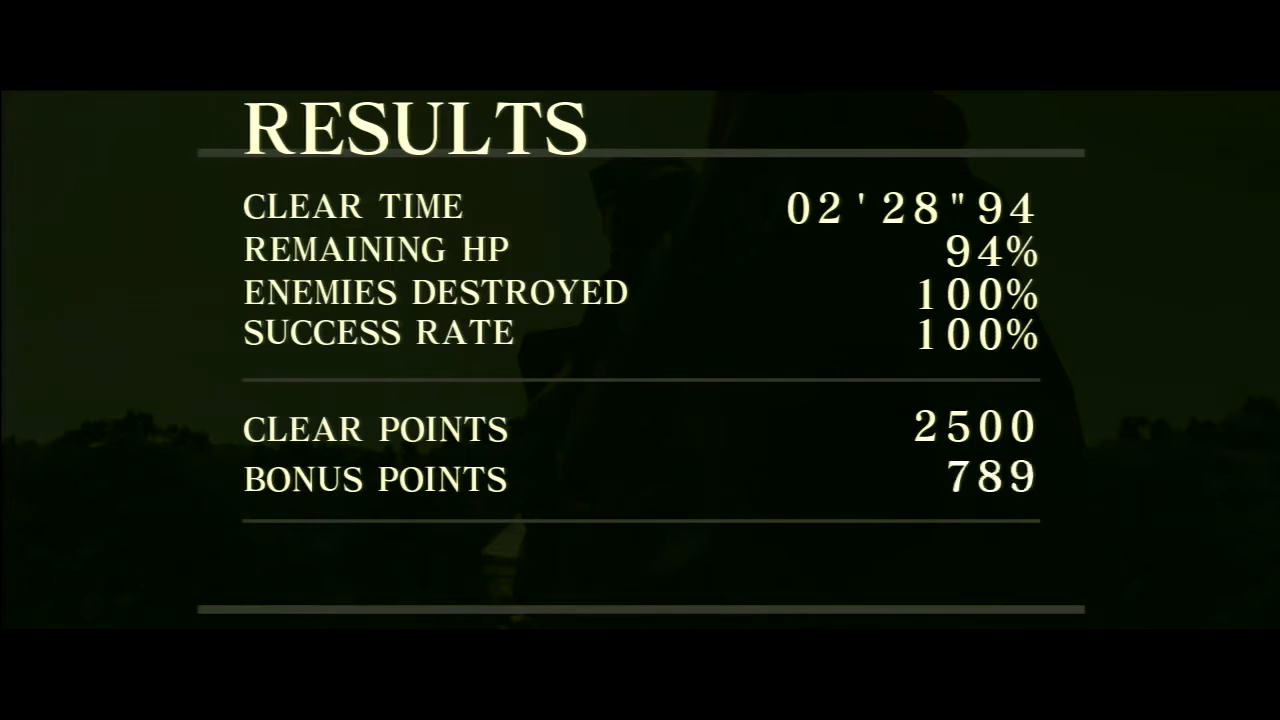 RESULTS
CLEAR TIME 02'28"94
REMAINING HP 94%
ENEMIES DESTROYED 100%
SUCCESS RATE 100%
CLEAR POINTS 2500
BONUS POINTS 789